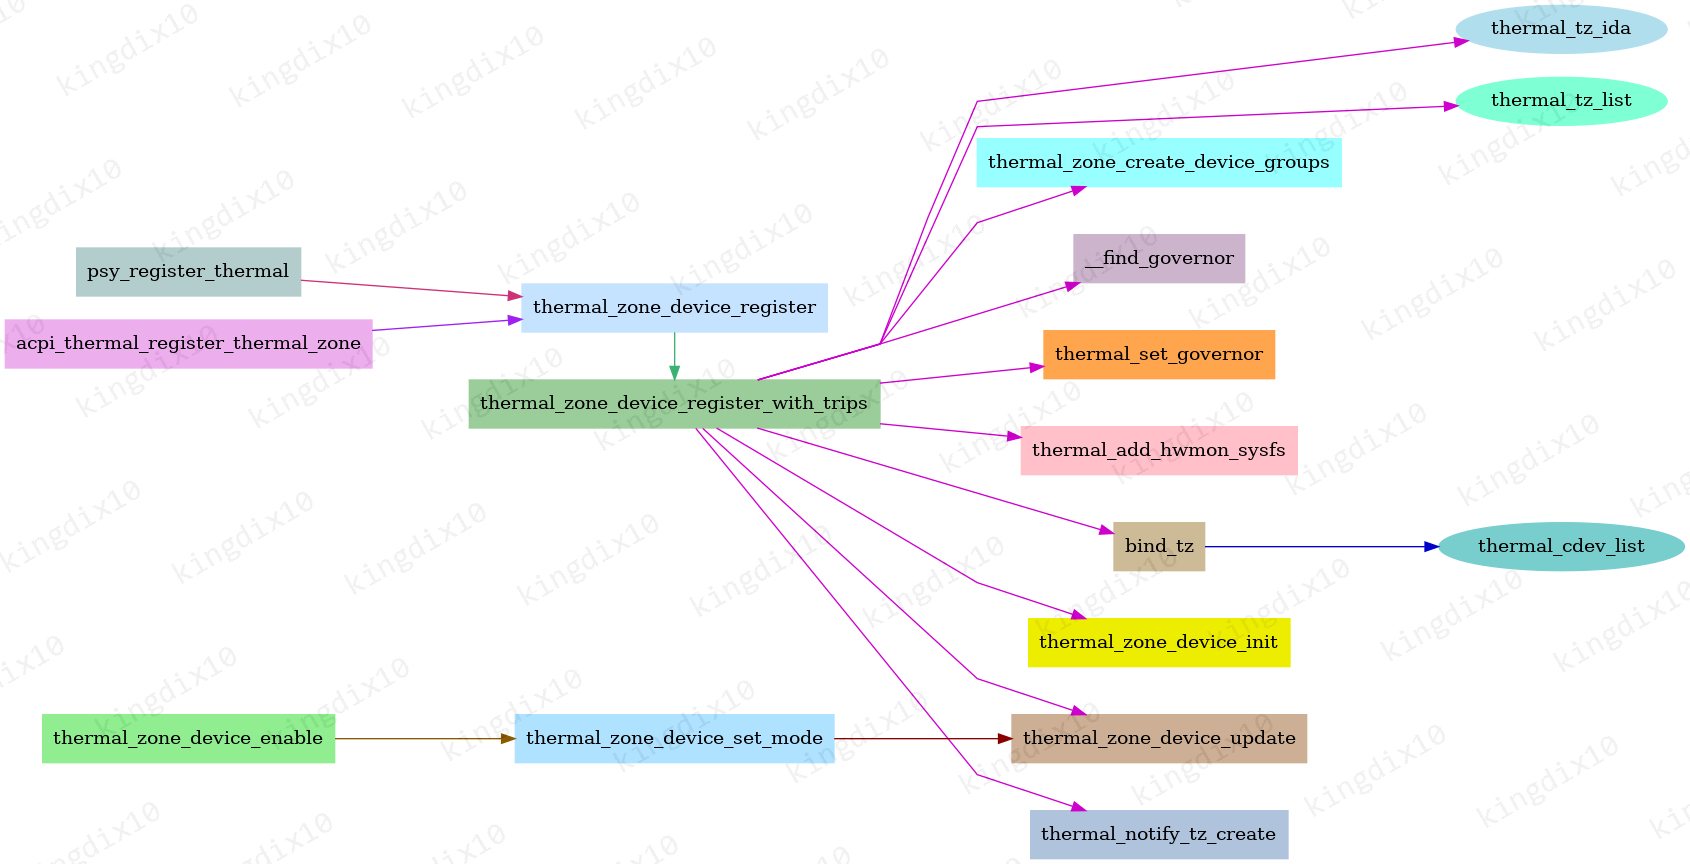 thermal_tz_ida
thermal_tz_list
thermal_zone_create_device_groups
__find_governor
psy_register_thermal
thermal_zone_device_register
acpi_thermal_register_thermal_zone
thermal_set_governor
thermal_zone_device_register_with_trips
thermal_add_hwmon_sysfs
bind_tz
thermal_cdev_list
thermal_zone_device_init
thermal_zone_device_enable
thermal_zone_device_set_mode
thermal_zone_device_update
thermal_notify_tz_create
kingdix10